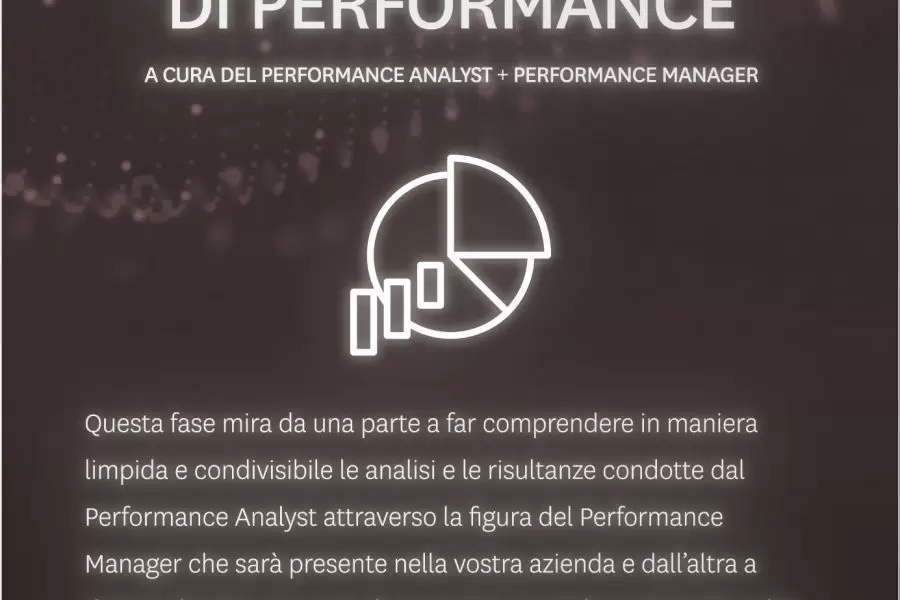 DI PERFORMANCE
A CURA DEL PERFORMANCE ANALYST + PERFORMANCE MANAGER
Questa fase mira da una parte a far comprendere in maniera
limpida e condivisibile le analisi e le risultanze condotte dal
Performance Analyst attraverso la figura del Performance
Manager che sarà presente nella vostra azienda e dall’altra a